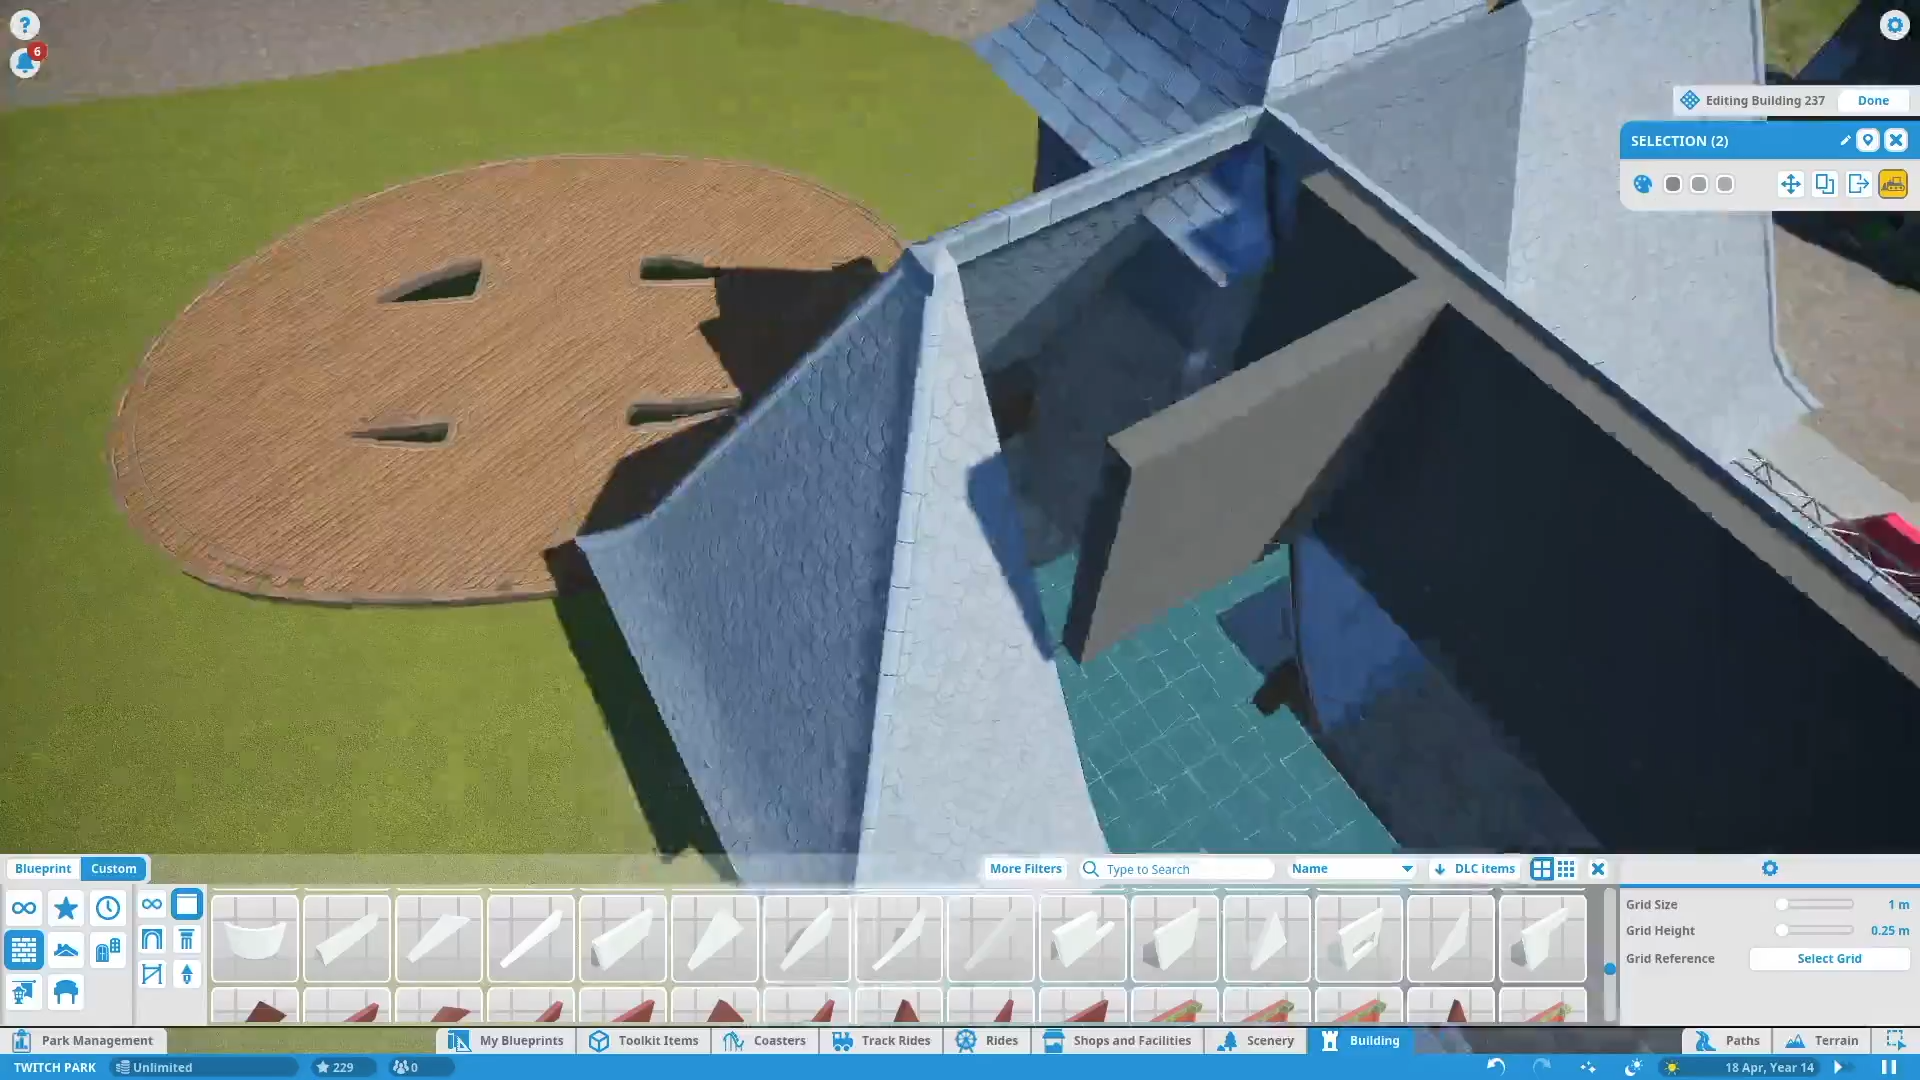 ?
6
Editing Building 237 Done
SELECTION (2)
Blueprint Custom
More Filters Type to Search Name DLC items
Grid Size 1 m
Grid Height 0.25 m
Grid Reference Select Grid
Park Management My Blueprints Toolkit Items Coasters Track Rides Rides Shops and Facilities Scenery Building Paths Terrain
TWITCH PARK Unlimited 229 0 18 Apr, Year 14